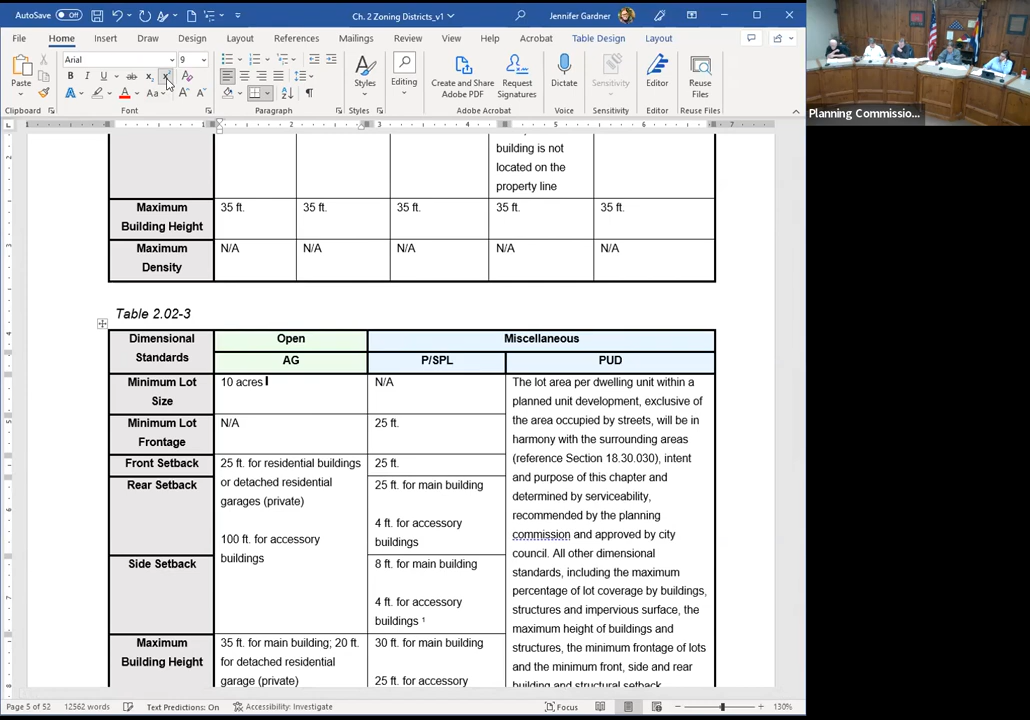 AutoSave Off Ch. 2 Zoning Districts_v1 Jennifer Gardner
File Home Insert Draw Design Layout References Mailings Review View Help Acrobat Table Design Layout
Arial 9
Paste
Editing
Styles
Create and Share
Adobe PDF
Request
Signatures
Dictate
Sensitivity
Editor
Reuse
Files
Clipboard Font Paragraph Styles Adobe Acrobat Voice Sensitivity Editor Reuse Files
Planning Commissio...
building is not
located on the
property line
Maximum
Building Height
35 ft. 35 ft. 35 ft. 35 ft. 35 ft.
Maximum
Density
N/A N/A N/A N/A N/A
Table 2.02-3
Dimensional
Standards
Open Miscellaneous
AG P/SPL PUD
Minimum Lot
Size
10 acres
N/A
Minimum Lot
Frontage
N/A
25 ft.
Front Setback
25 ft. for residential buildings
or detached residential
garages (private)
100 ft. for accessory
buildings
25 ft.
Rear Setback
25 ft for main building
4 ft. for accessory
buildings
Side Setback
8 ft. for main building
4 ft. for accessory
buildings ¹
Maximum
Building Height
35 ft. for main building; 20 ft.
for detached residential
garage (private)
30 ft. for main building
25 ft. for accessory
The lot area per dwelling unit within a
planned unit development, exclusive of
the area occupied by streets, will be in
harmony with the surrounding areas
(reference Section 18.30.030), intent
and purpose of this chapter and
determined by serviceability,
recommended by the planning
commission and approved by city
council. All other dimensional
standards, including the maximum
percentage of lot coverage by buildings,
structures and impervious surface, the
maximum height of buildings and
structures, the minimum frontage of lots
and the minimum front, side and rear
building and structural setback
Page 5 of 52 12562 words Text Predictions: On Accessibility: Investigate Focus 130%